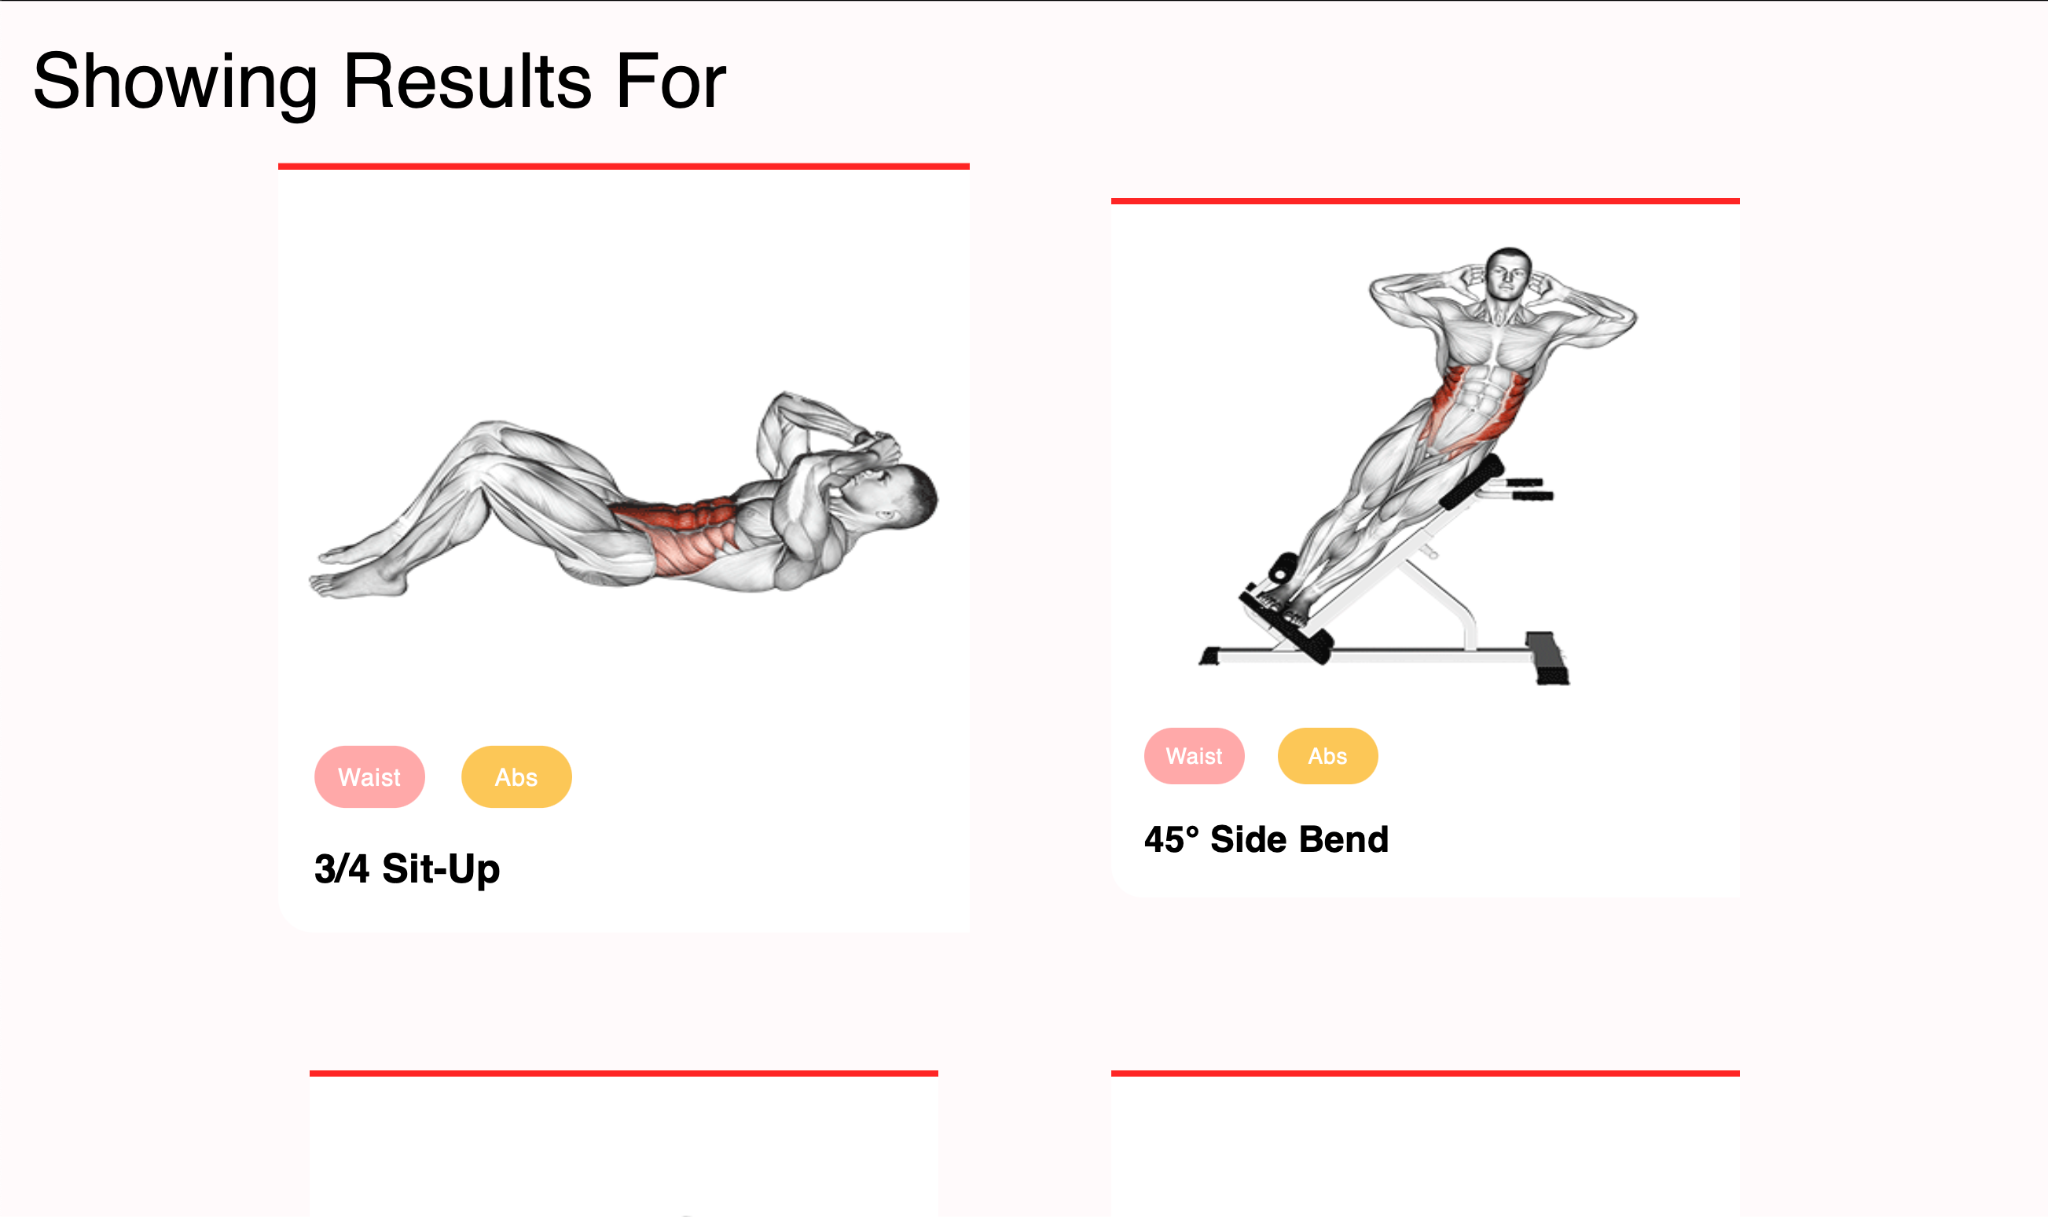 Showing Results For
Waist
Abs
3/4 Sit-Up
Waist
Abs
45° Side Bend